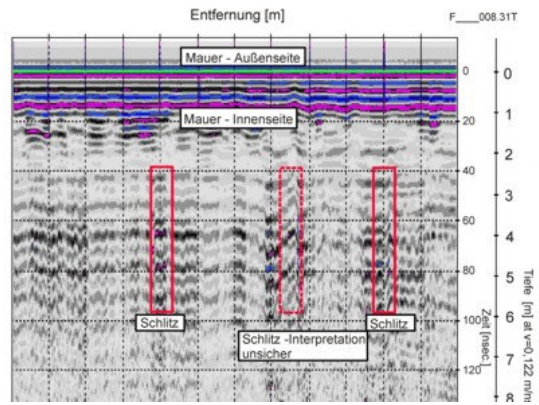 Entfernung [m]
F____008.31T
Mauer - Außenseite
0
0
Mauer - Innenseite
1
20
2
40
3
60
4
80
5
Schlitz
Schlitz
100
6
Schlitz -Interpretation
unsicher
7
120
8
Zeit [nsec.]
Tiefe [m] at v=0.122 m/ns